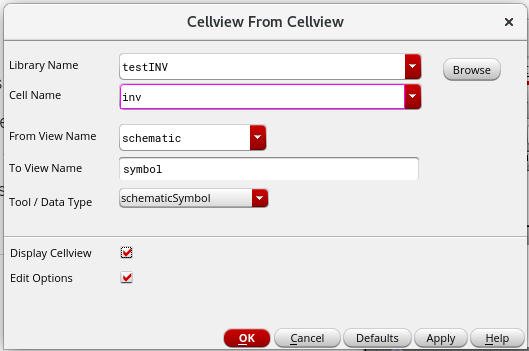 Cellview From Cellview
Library Name testINV Browse
Cell Name inv
From View Name schematic
To View Name symbol
Tool / Data Type schematicSymbol
Display Cellview
Edit Options
OK Cancel Defaults Apply Help